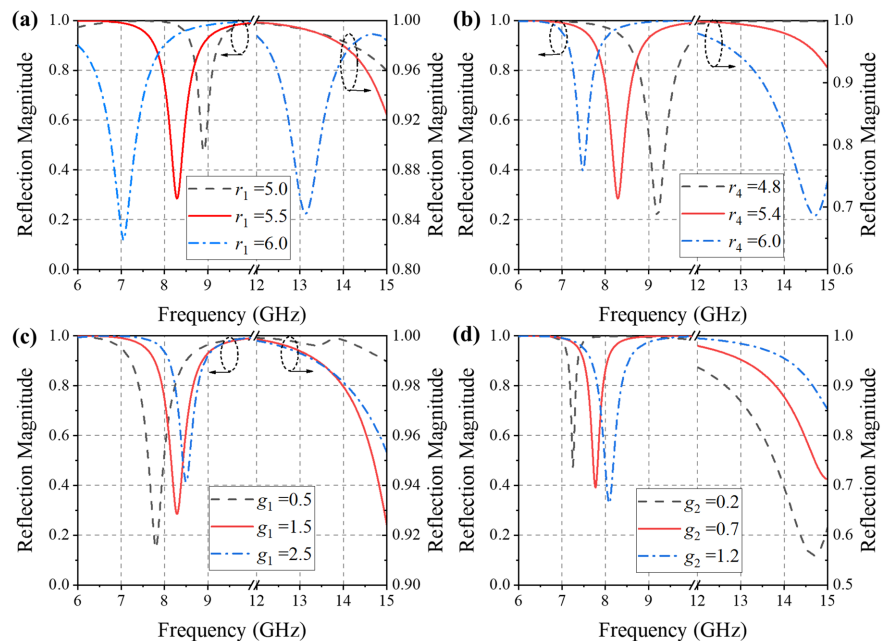 (a)
Reflection Magnitude
1.0
0.8
0.6
0.4
0.2
0.0
1.00
0.96
0.92
0.88
0.84
0.80
Reflection Magnitude
r1 =5.0
r1 =5.5
r1 =6.0
6 7 8 9 12 13 14 15
Frequency (GHz)
(b)
Reflection Magnitude
1.0
0.8
0.6
0.4
0.2
0.0
1.0
0.9
0.8
0.7
0.6
Reflection Magnitude
r4 =4.8
r4 =5.4
r4 =6.0
6 7 8 9 12 13 14 15
Frequency (GHz)
(c)
Reflection Magnitude
1.0
0.8
0.6
0.4
0.2
0.0
1.00
0.98
0.96
0.94
0.92
0.90
Reflection Magnitude
g1 =0.5
g1 =1.5
g1 =2.5
6 7 8 9 12 13 14 15
Frequency (GHz)
(d)
Reflection Magnitude
1.0
0.8
0.6
0.4
0.2
0.0
1.0
0.9
0.8
0.7
0.6
0.5
Reflection Magnitude
g2 =0.2
g2 =0.7
g2 =1.2
6 7 8 9 12 13 14 15
Frequency (GHz)